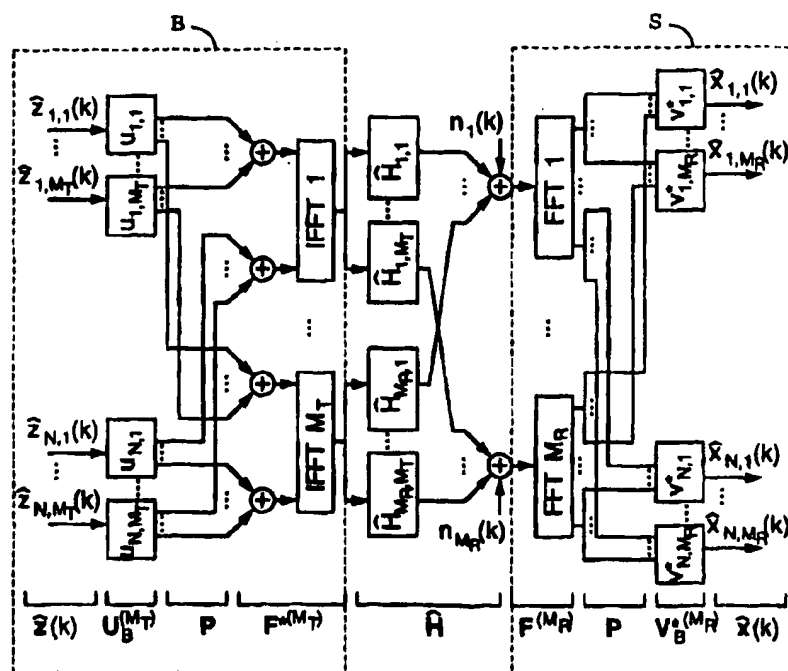 B
S
ẑ1,1(k)
ẑ1,MT(k)
ẑN,1(k)
ẑN,MT(k)
u1,1
u1,MT
uN,1
uN,MT
IFFT 1
IFFT MT
Ĥ1,1
Ĥ1,MT
ĤMR,1
ĤMR,MT
n1(k)
nMR(k)
FFT 1
FFT MR
v*1,1
v*1,MR
v*N,1
v*N,MR
x̂1,1(k)
x̂1,MR(k)
x̂N,1(k)
x̂N,MR(k)
ẑ(k) UB(MT) P F*(MT) Ĥ F(MR) P VB*(MR) x̂(k)